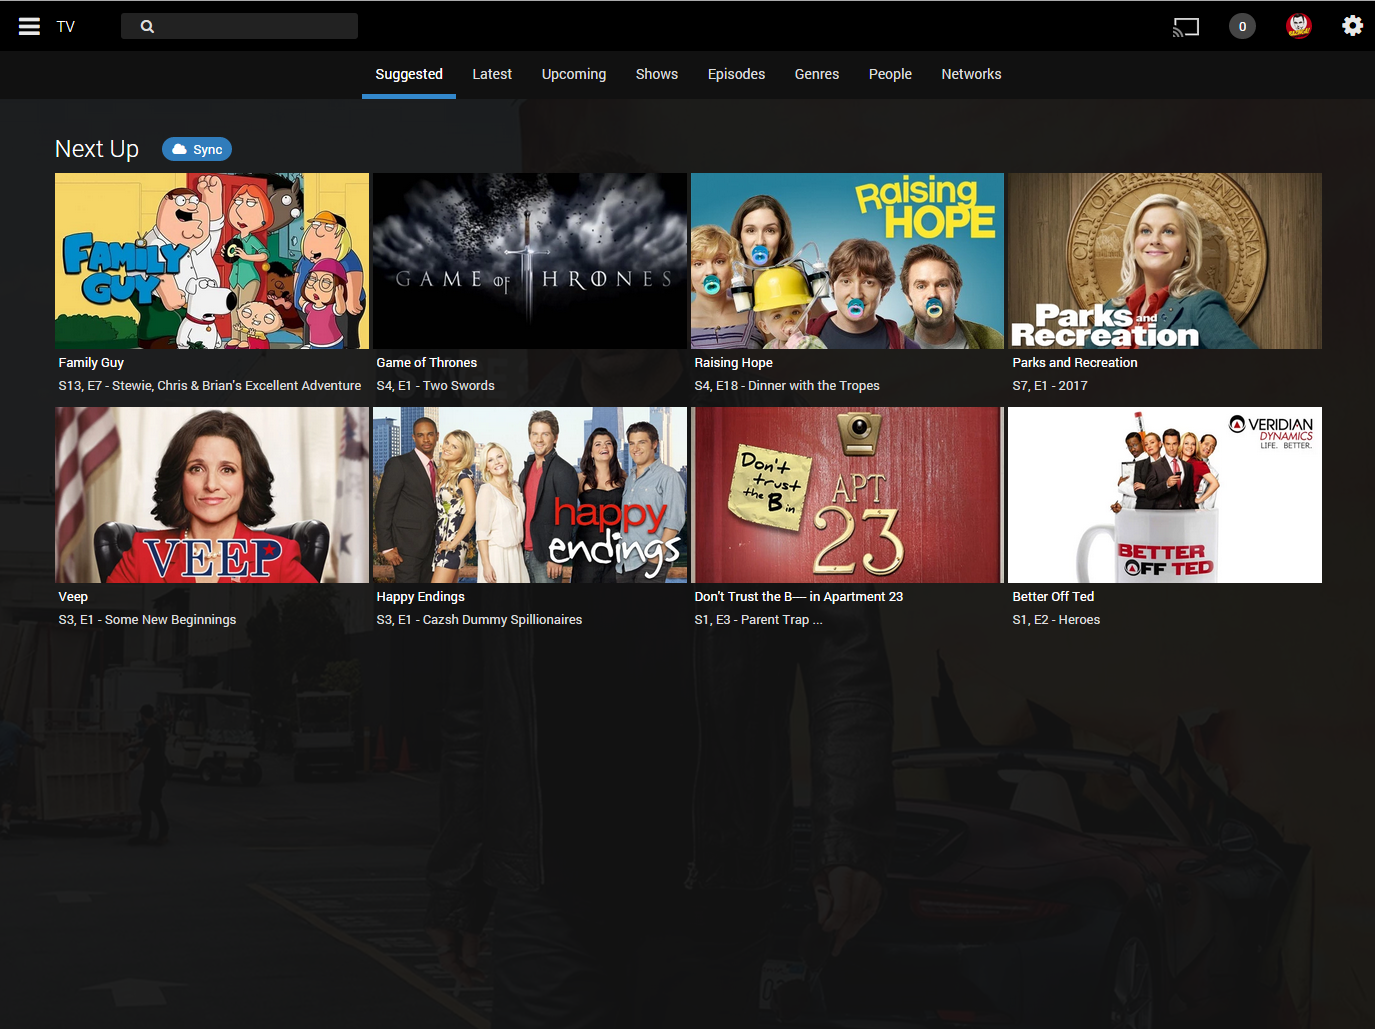 TV
0
Suggested Latest Upcoming Shows Episodes Genres People Networks
Next Up Sync
FAMILY GUY
GAME OF THRONES
Raising HOPE
CITY OF PAWNEE, INDIANA
Parks and Recreation
Family Guy
S13, E7 - Stewie, Chris & Brian's Excellent Adventure
Game of Thrones
S4, E1 - Two Swords
Raising Hope
S4, E18 - Dinner with the Tropes
Parks and Recreation
S7, E1 - 2017
VEEP
happy endings
Don't
trust
the B in
APT
23
VERIDIAN
DYNAMICS
LIFE. BETTER.
BETTER
OFF TED
Veep
S3, E1 - Some New Beginnings
Happy Endings
S3, E1 - Cazsh Dummy Spillionaires
Don't Trust the B— in Apartment 23
S1, E3 - Parent Trap ...
Better Off Ted
S1, E2 - Heroes